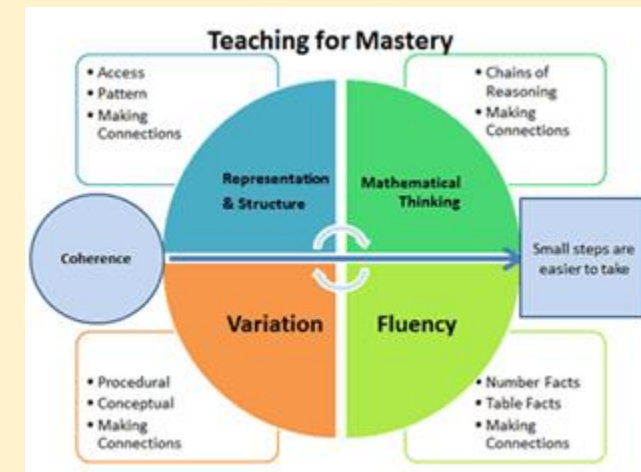 Teaching for Mastery
• Access
• Pattern
• Making
Connections
• Chains of
Reasoning
• Making
Connections
Representation
& Structure
Mathematical
Thinking
Coherence
Small steps are
easier to take
Variation
Fluency
• Procedural
• Conceptual
• Making
Connections
• Number Facts
• Table Facts
• Making
Connections